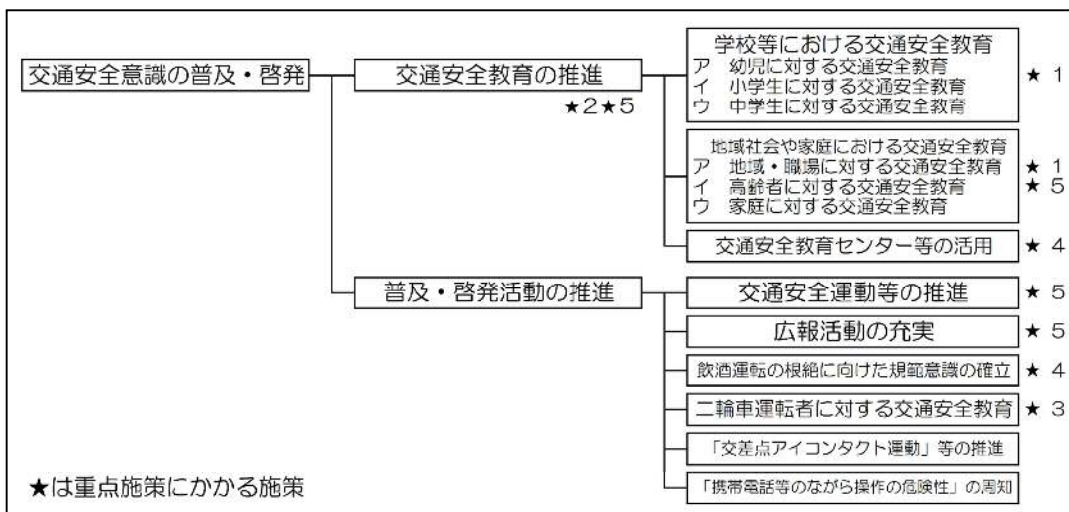 交通安全意識の普及・啓発
交通安全教育の推進
★2★5
学校等における交通安全教育
ア 幼児に対する交通安全教育
イ 小学生に対する交通安全教育
ウ 中学生に対する交通安全教育
★ 1
地域社会や家庭における交通安全教育
ア 地域・職場に対する交通安全教育
イ 高齢者に対する交通安全教育
ウ 家庭に対する交通安全教育
★ 1
★ 5
交通安全教育センター等の活用
★ 4
普及・啓発活動の推進
交通安全運動等の推進
★ 5
広報活動の充実
★ 5
飲酒運転の根絶に向けた規範意識の確立
★ 4
二輪車運転者に対する交通安全教育
★ 3
「交差点アイコンタクト運動」等の推進
「携帯電話等のながら操作の危険性」の周知
★は重点施策にかかる施策